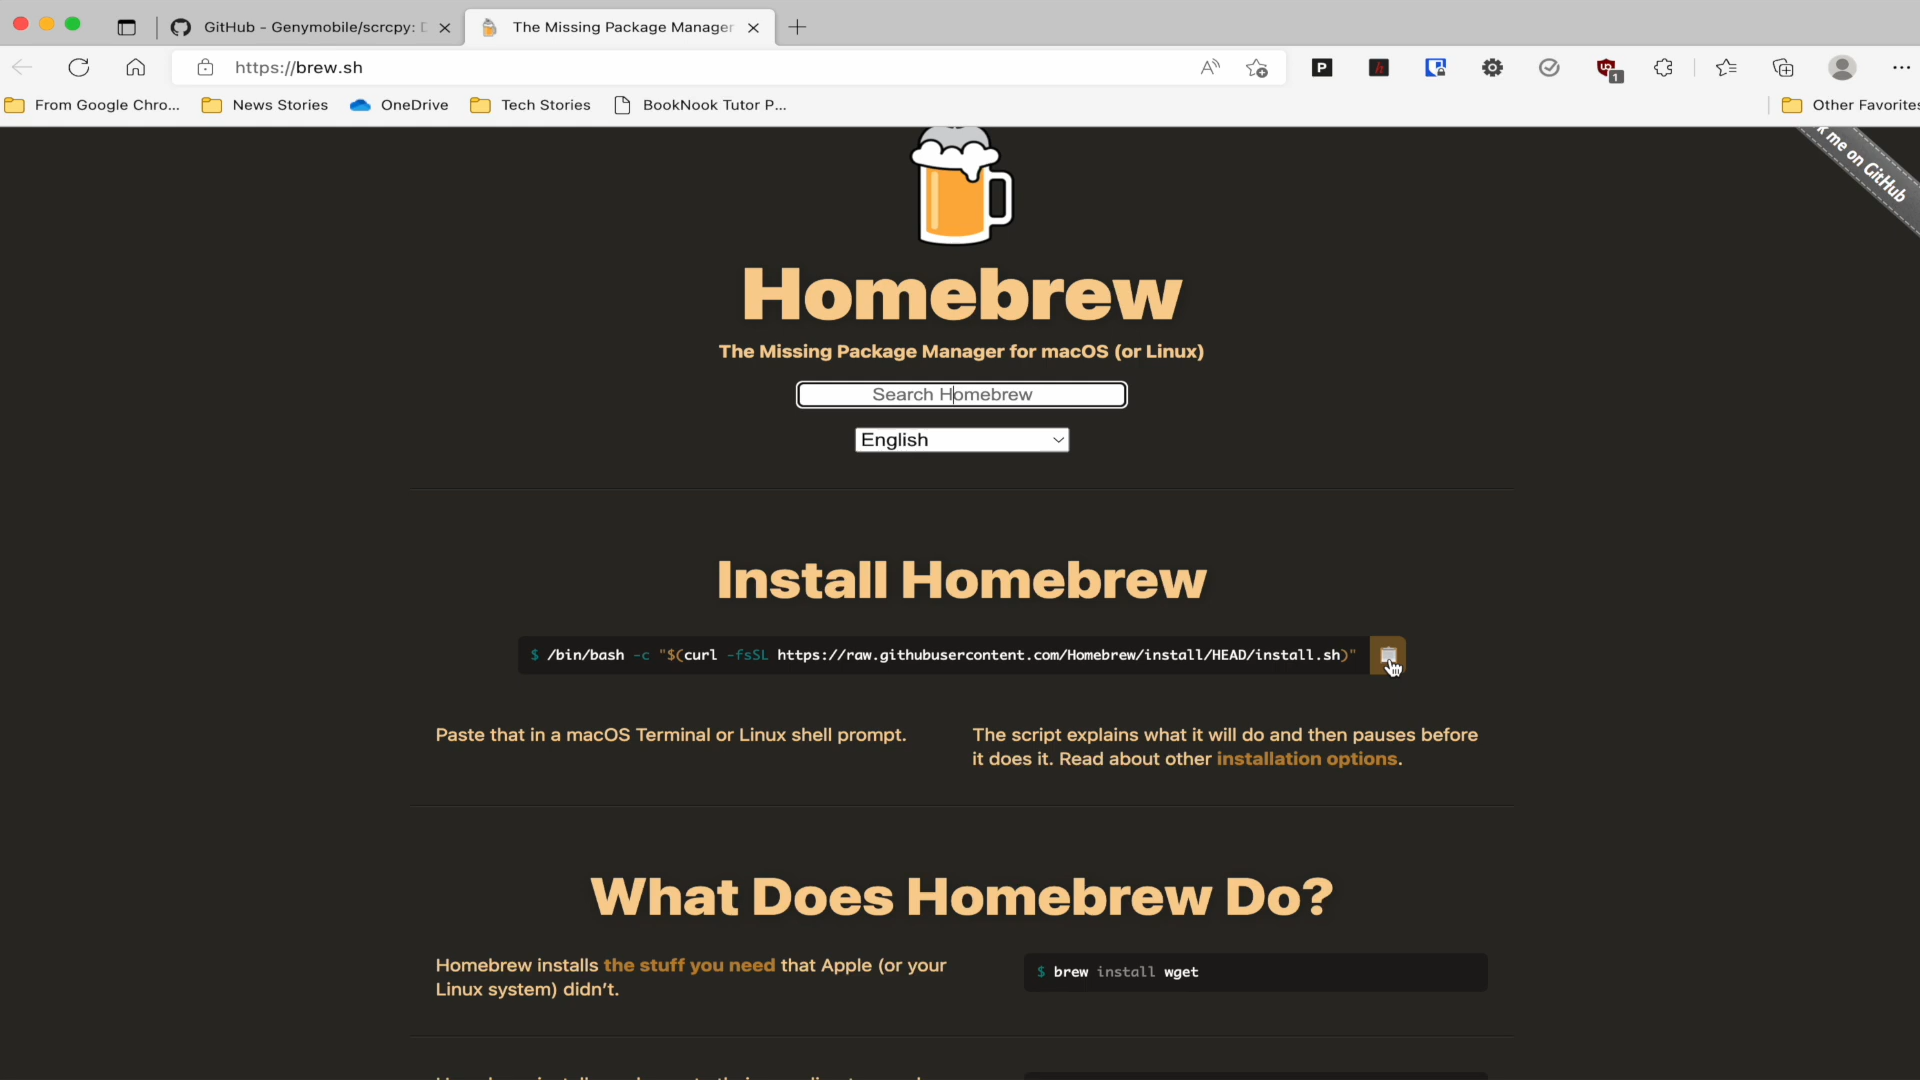 GitHub - Genymobile/scrcpy:
The Missing Package Manager
https://brew.sh
1
From Google Chro...
News Stories
OneDrive
Tech Stories
BookNook Tutor P...
Other Favorites
me on GitHub
Homebrew
The Missing Package Manager for macOS (or Linux)
Search Homebrew
English
Install Homebrew
$ /bin/bash -c "$(curl -fsSL https://raw.githubusercontent.com/Homebrew/install/HEAD/install.sh)"
Paste that in a macOS Terminal or Linux shell prompt.
The script explains what it will do and then pauses before
it does it. Read about other installation options.
What Does Homebrew Do?
Homebrew installs the stuff you need that Apple (or your
Linux system) didn’t.
$ brew install wget